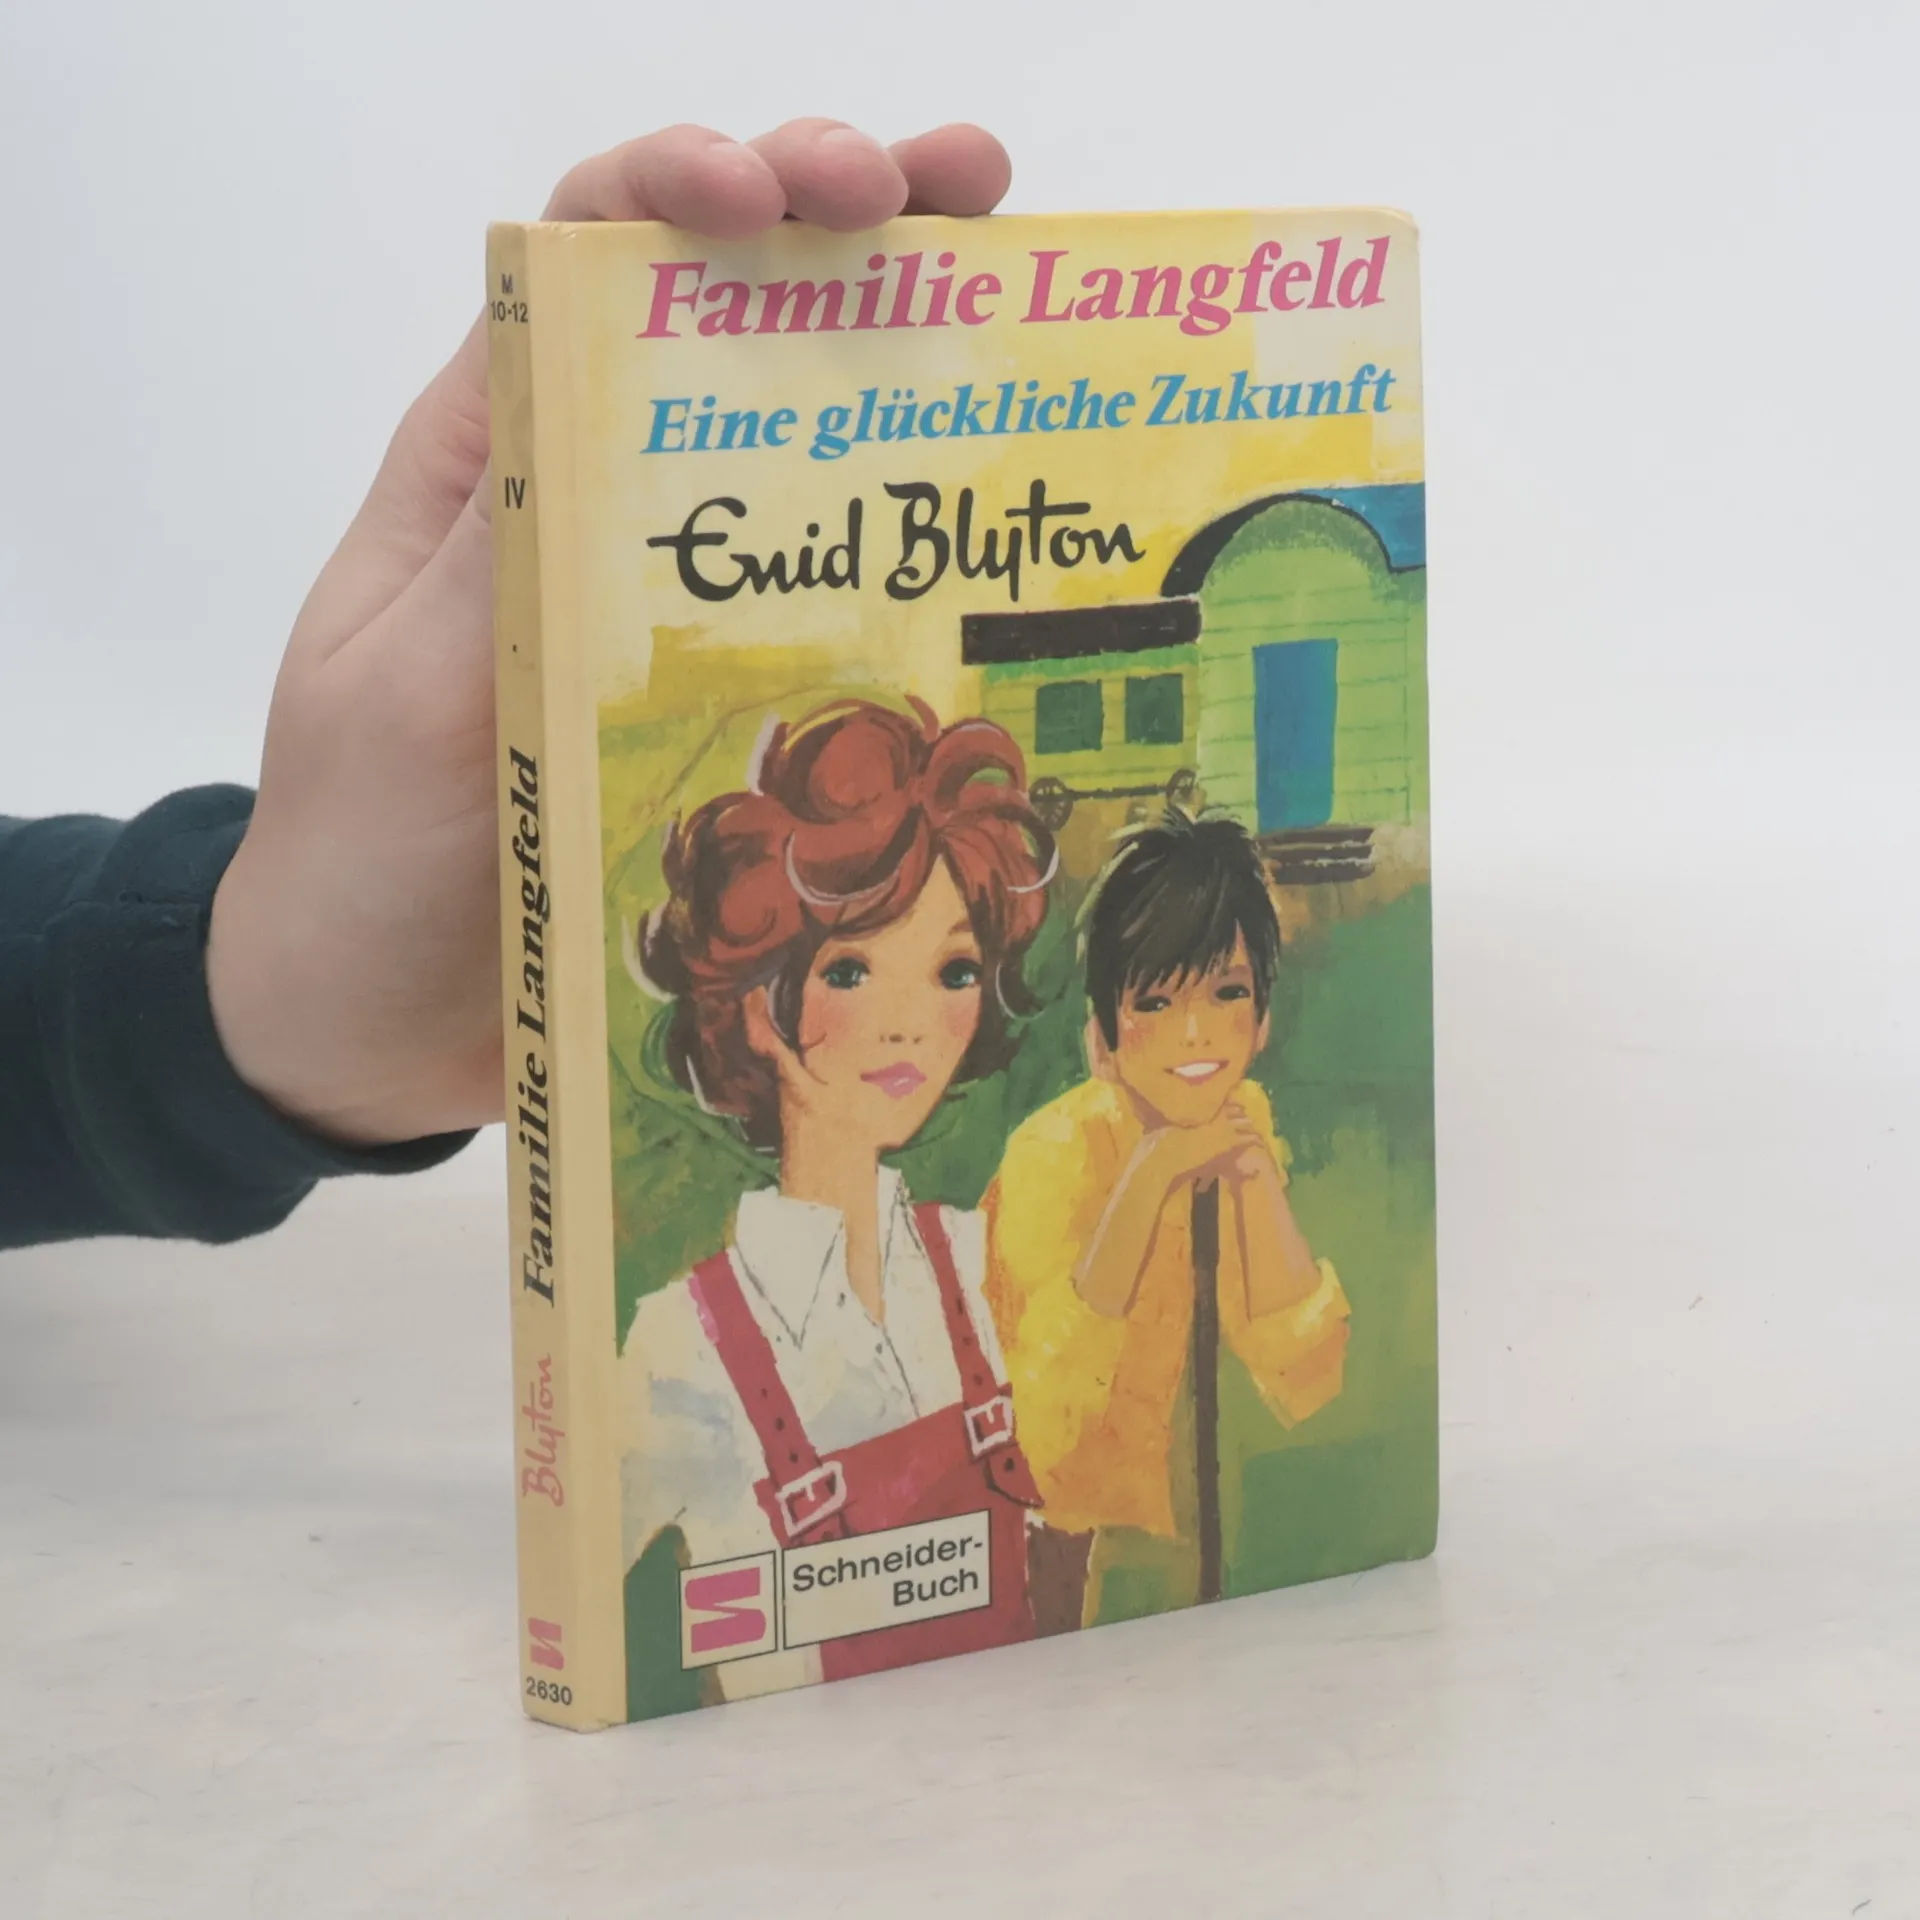 Familie Langfeld
Eine glückliche Zukunft
Enid Blyton
Schneider-
Buch
M
10-12
IV
Familie Langfeld
Blyton
2630